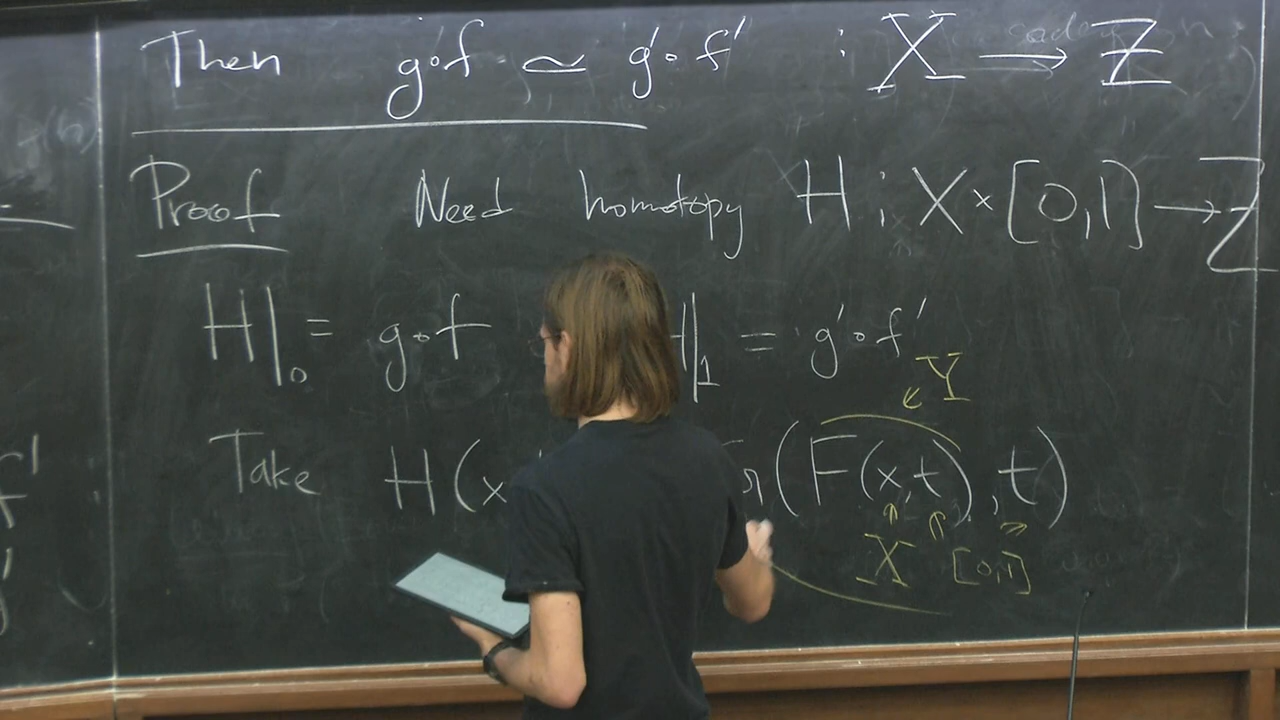 Then g∘f ≃ g'∘f' : X → Z
Proof Need homotopy H : X × [0,1] → Z
H|₀ = g∘f |₁ = g'∘f'
Y
Take H(x (F(x,t),t)
X [0,1]